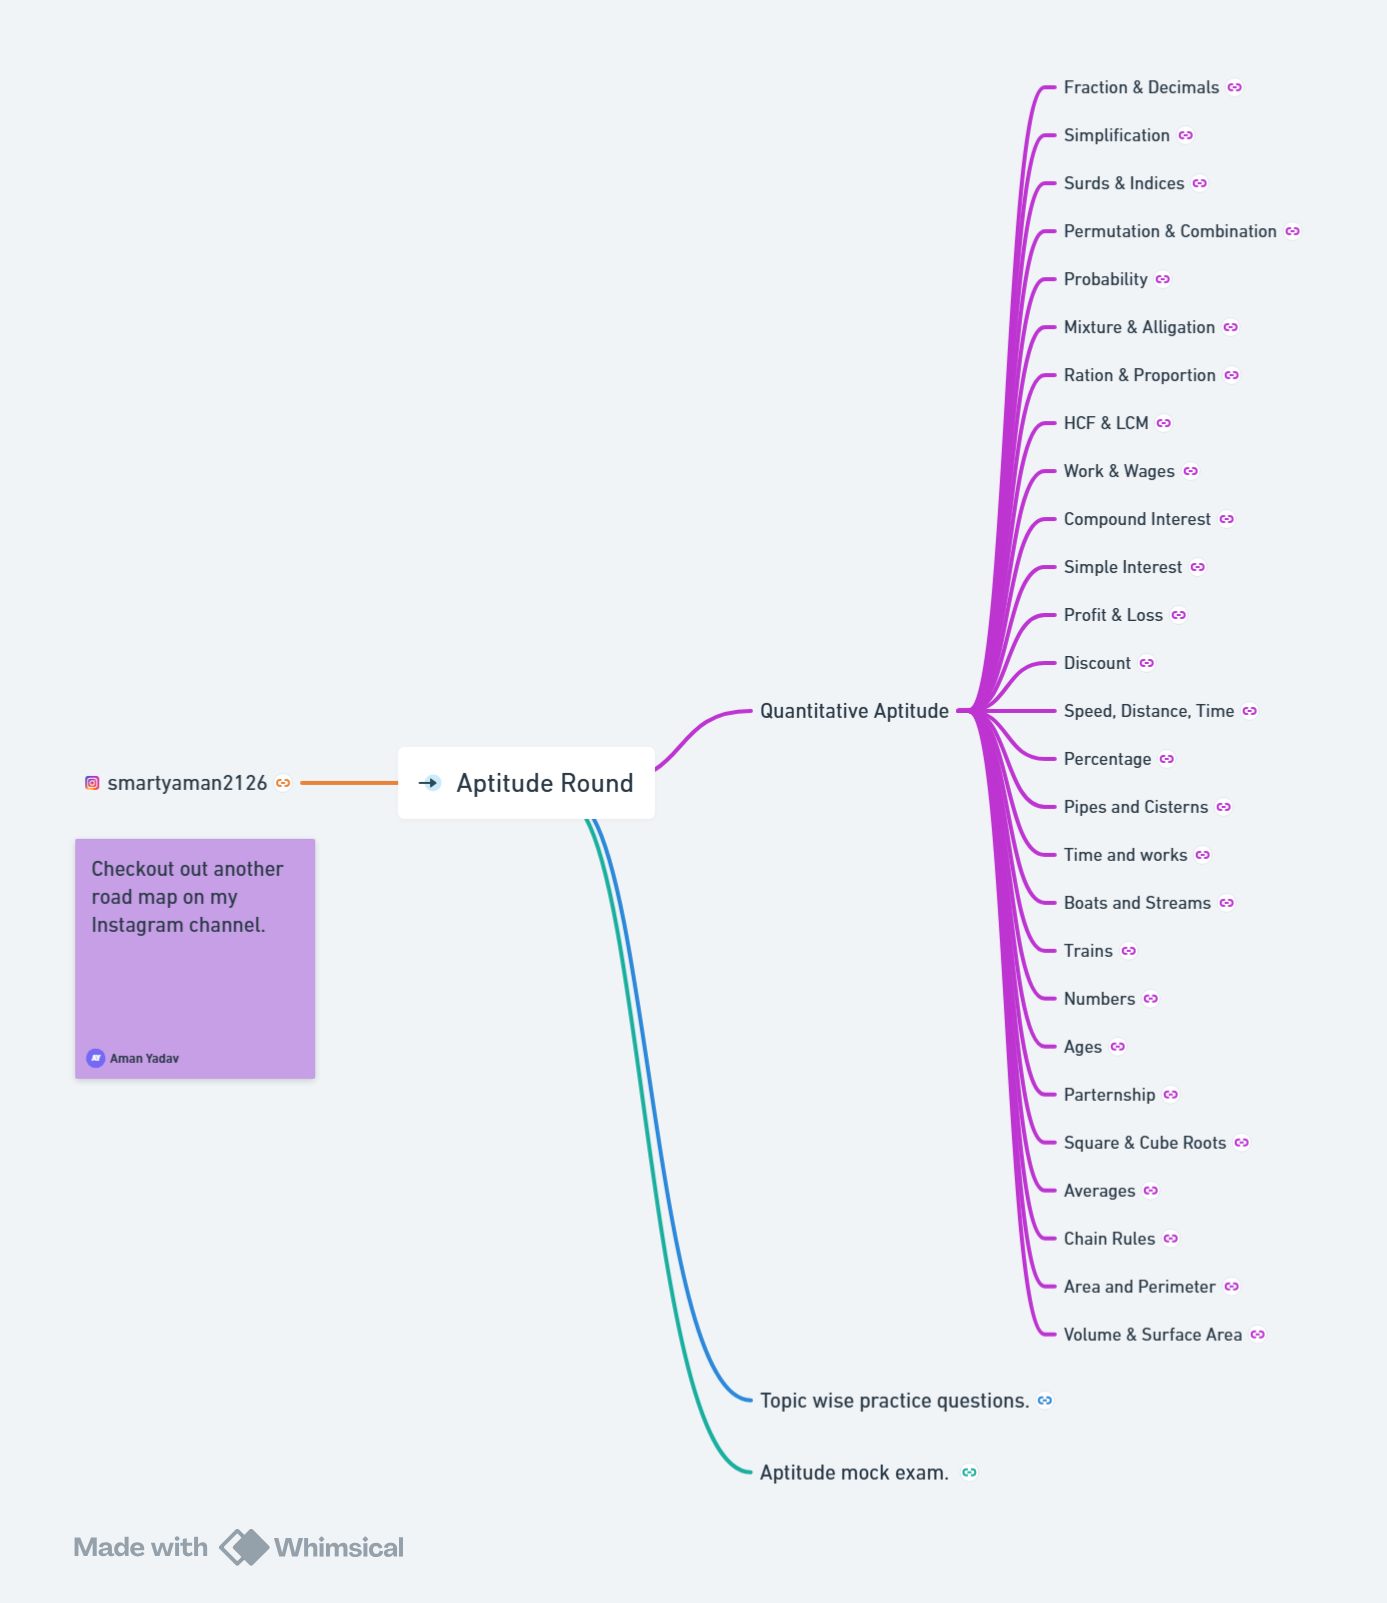 Fraction & Decimals
Simplification
Surds & Indices
Permutation & Combination
Probability
Mixture & Alligation
Ration & Proportion
HCF & LCM
Work & Wages
Compound Interest
Simple Interest
Profit & Loss
Discount
Quantitative Aptitude
Speed, Distance, Time
Percentage
smartyaman2126
Aptitude Round
Pipes and Cisterns
Time and works
Checkout out another
road map on my
Instagram channel.
Boats and Streams
Trains
Numbers
Ages
AY Aman Yadav
Parternship
Square & Cube Roots
Averages
Chain Rules
Area and Perimeter
Volume & Surface Area
Topic wise practice questions.
Aptitude mock exam.
Made with Whimsical